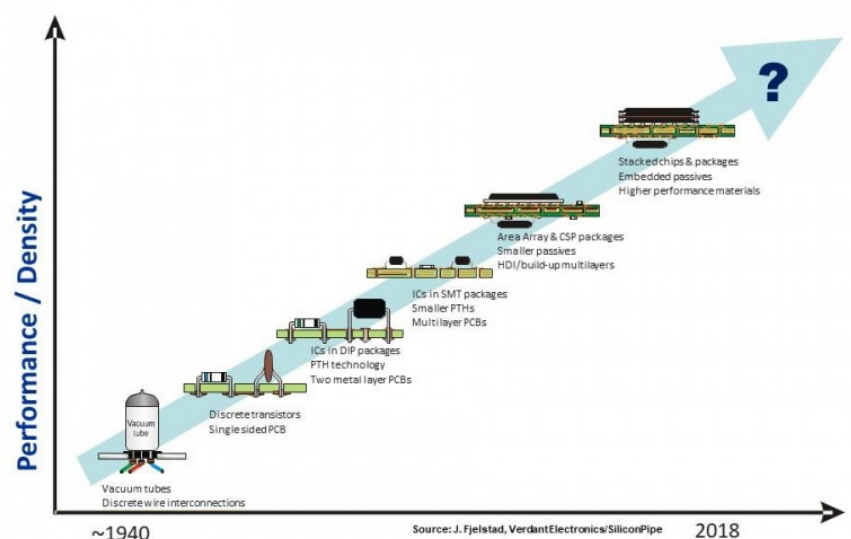 ?
Stacked chips & packages
Embedded passives
Higher performance materials
Area Array & CSP packages
Smaller passives
HDI/build-up multilayers
ICs in SMT packages
Smaller PTHs
Multilayer PCBs
ICs in DIP packages
PTH technology
Two metal layer PCBs
Discrete transistors
Single sided PCB
Vacuum
tube
Vacuum tubes
Discrete wire interconnections
Performance / Density
~1940
Source: J. Fjelstad, Verdant Electronics/SiliconPipe
2018